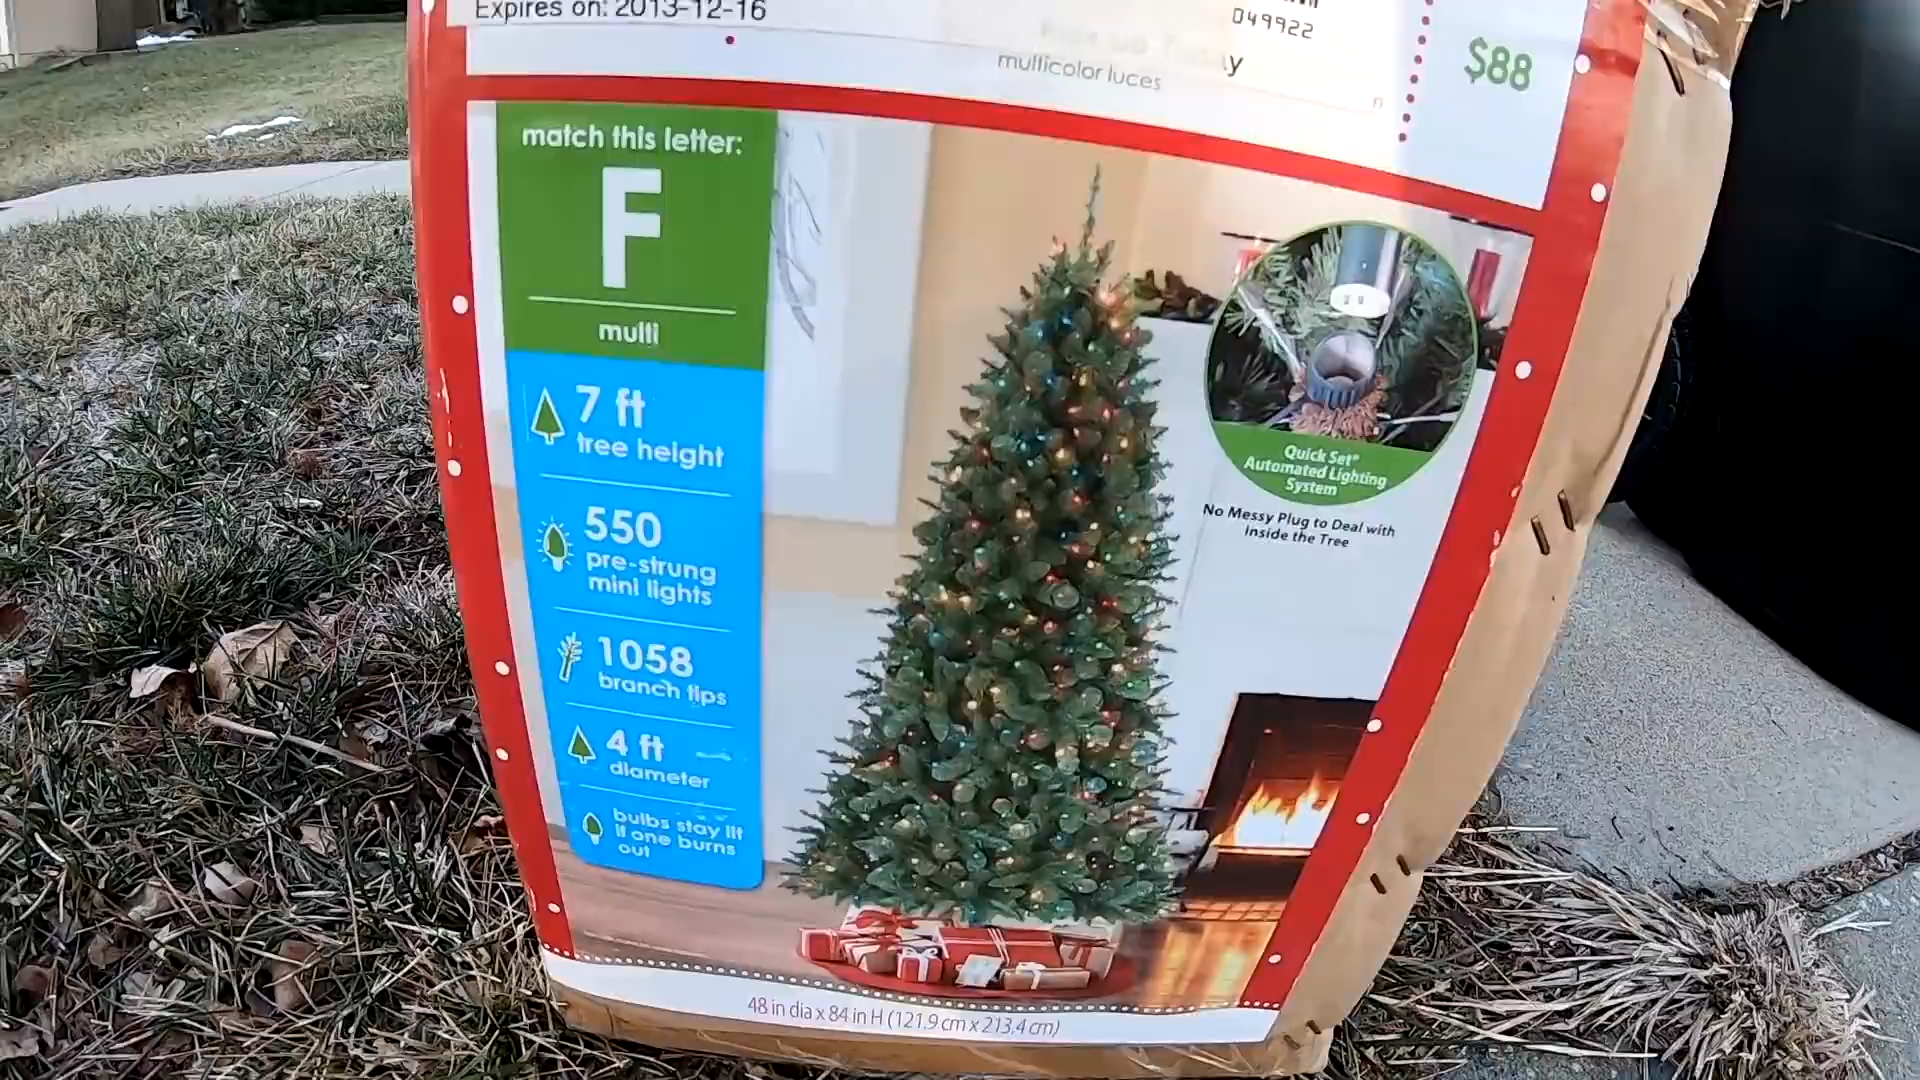 Expires on: 2013-12-16
049922
multicolor luces
$88
match this letter:
F
multi
7 ft
tree height
550
pre-strung
mini lights
1058
branch tips
4 ft
diameter
bulbs stay lit
if one burns
out
Quick Set®
Automated Lighting
System
No Messy Plug to Deal with
Inside the Tree
48 in dia x 84 in H (121.9 cm x 213.4 cm)